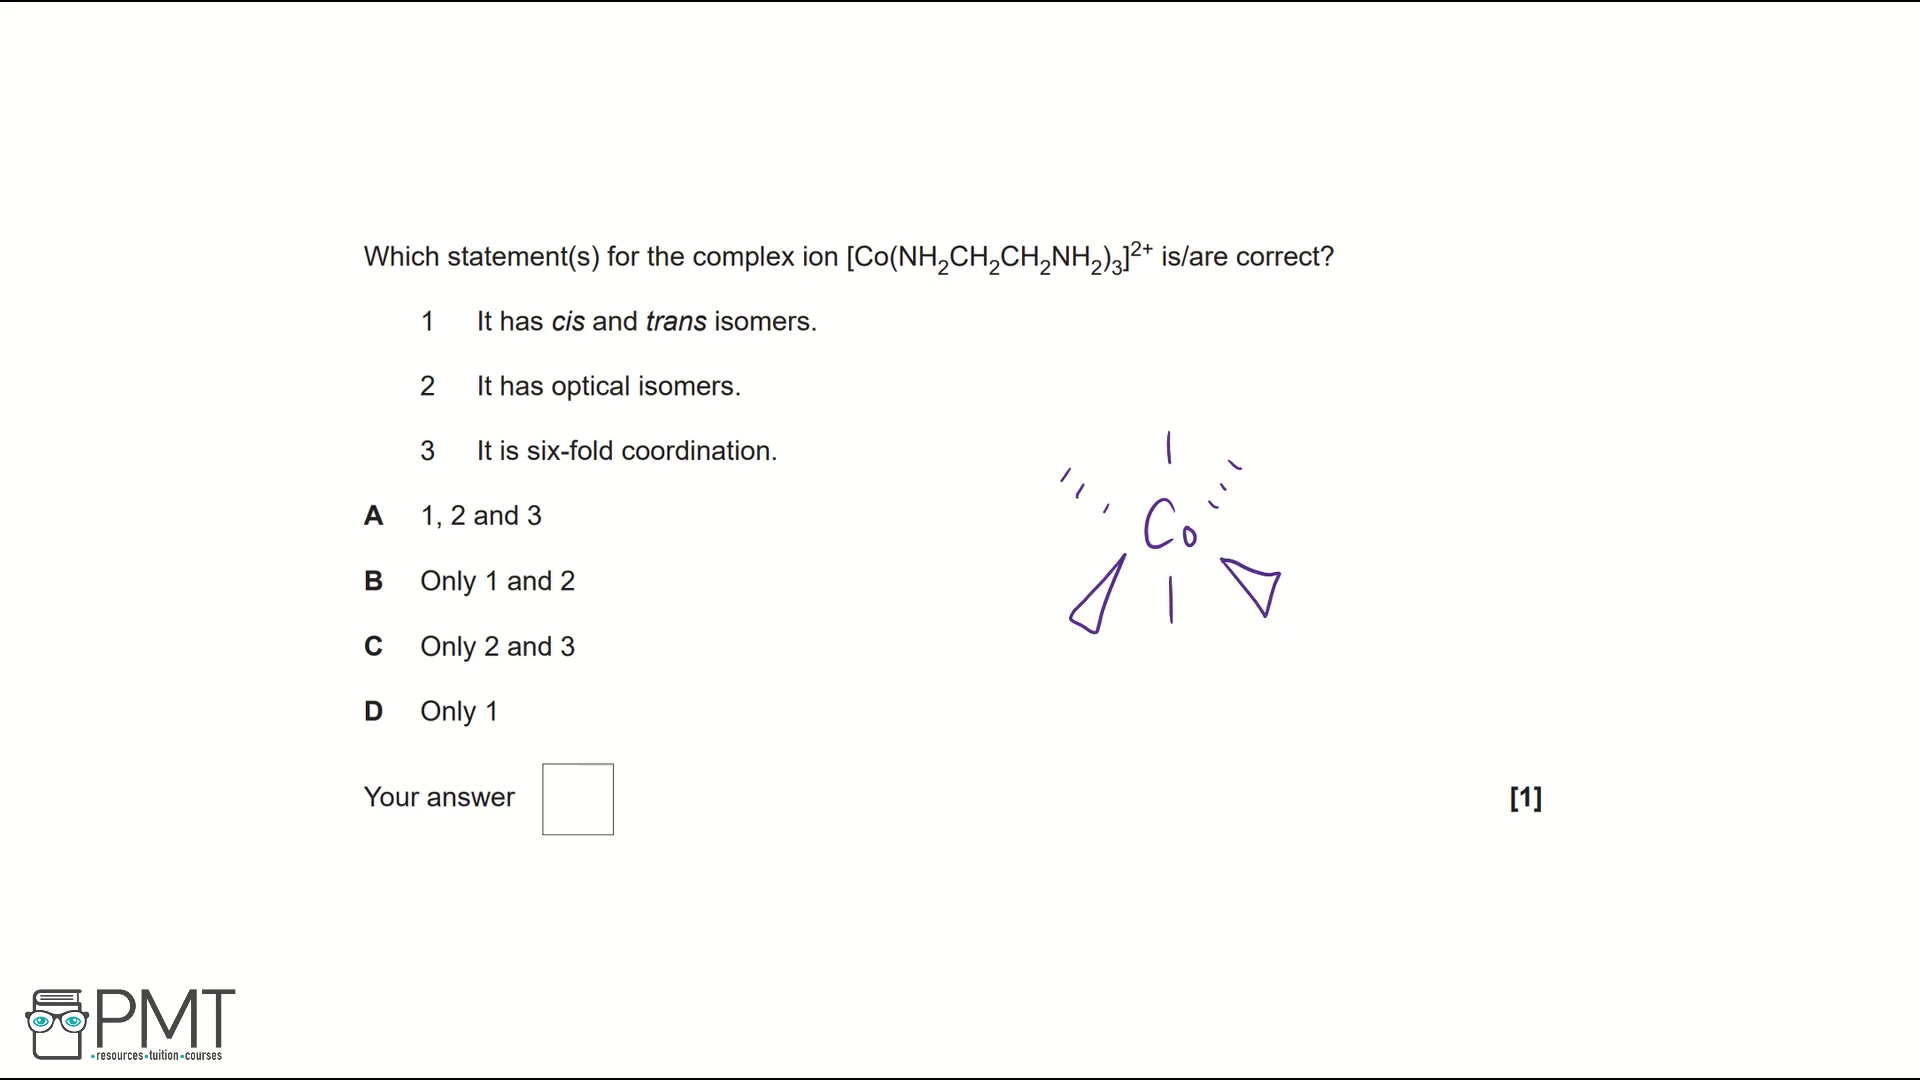 Which statement(s) for the complex ion [Co(NH₂CH₂CH₂NH₂)₃]²⁺ is/are correct?
1 It has cis and trans isomers.
2 It has optical isomers.
3 It is six-fold coordination.
A 1, 2 and 3
B Only 1 and 2
C Only 2 and 3
D Only 1
Your answer [1]
Co
PMT
•resources•tuition•courses